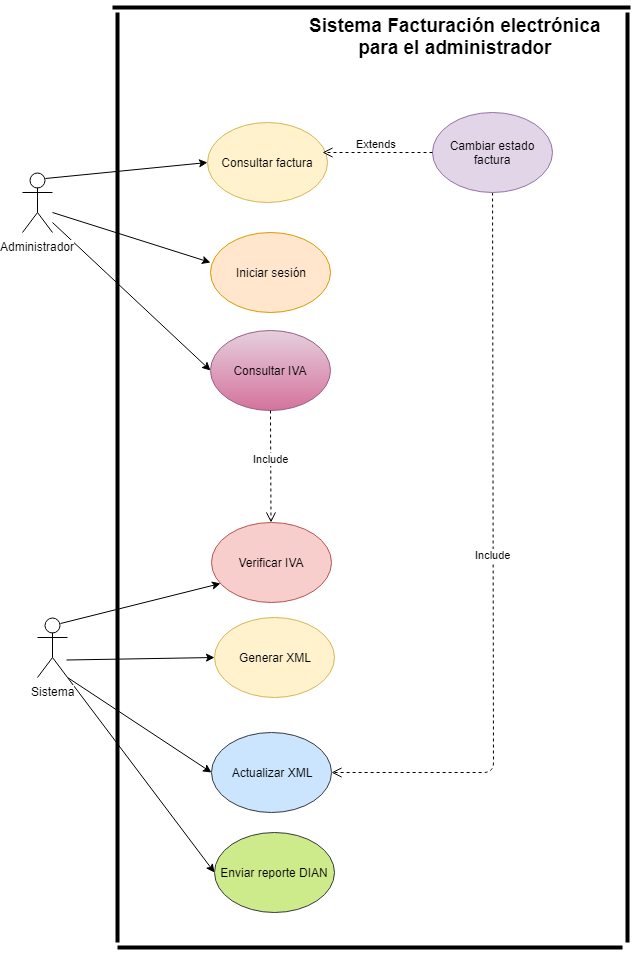 Sistema Facturación electrónica
para el administrador
Extends
Cambiar estado
factura
Consultar factura
Administrador
Iniciar sesión
Consultar IVA
Include
Include
Verificar IVA
Generar XML
Sistema
Actualizar XML
Enviar reporte DIAN